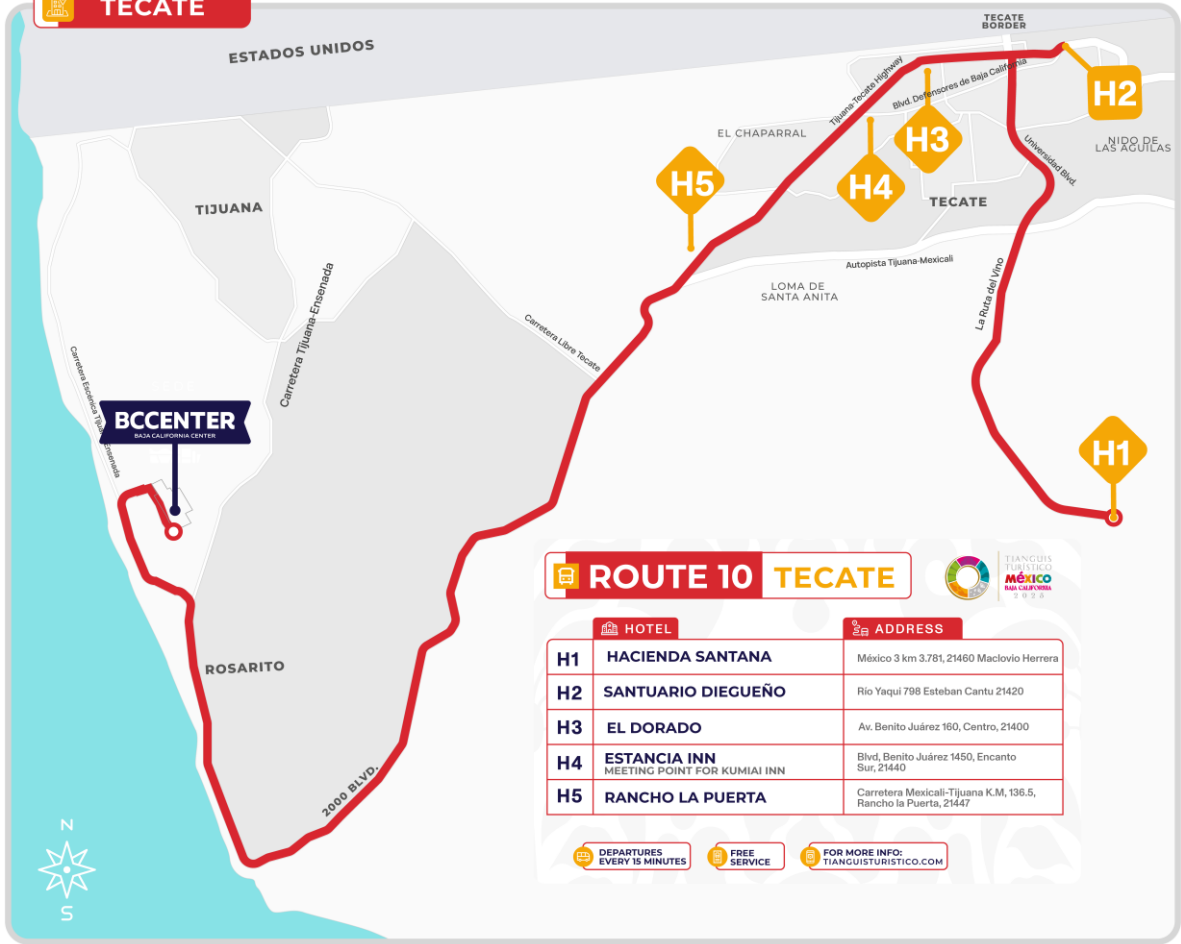 TECATE
ESTADOS UNIDOS
TECATE
BORDER
Tijuana-Tecate Highway
Blvd. Defensores de Baja California
H2
EL CHAPARRAL
H3
NIDO DE
LAS AGUILAS
Universidad Blvd.
H5
H4
TIJUANA
TECATE
Autopista Tijuana-Mexicali
LOMA DE
SANTA ANITA
La Ruta del Vino
Carretera Tijuana-Ensenada
Carretera Libre Tecate
Carretera Escénica Tijuana-Ensenada
BCCENTER
BAJA CALIFORNIA CENTER
H1
ROSARITO
2000 BLVD.
N
S
ROUTE 10 TECATE
TIANGUIS
TURÍSTICO
MÉXICO
BAJA CALIFORNIA
2025
HOTEL ADDRESS
H1 HACIENDA SANTANA México 3 km 3.781, 21460 Maclovio Herrera
H2 SANTUARIO DIEGUEÑO Río Yaqui 798 Esteban Cantu 21420
H3 EL DORADO Av. Benito Juárez 160, Centro, 21400
H4 ESTANCIA INN
MEETING POINT FOR KUMIAI INN
Blvd, Benito Juárez 1450, Encanto
Sur, 21440
H5 RANCHO LA PUERTA
Carretera Mexicali-Tijuana K.M, 136.5,
Rancho la Puerta, 21447
DEPARTURES
EVERY 15 MINUTES
FREE
SERVICE
FOR MORE INFO:
TIANGUISTURISTICO.COM